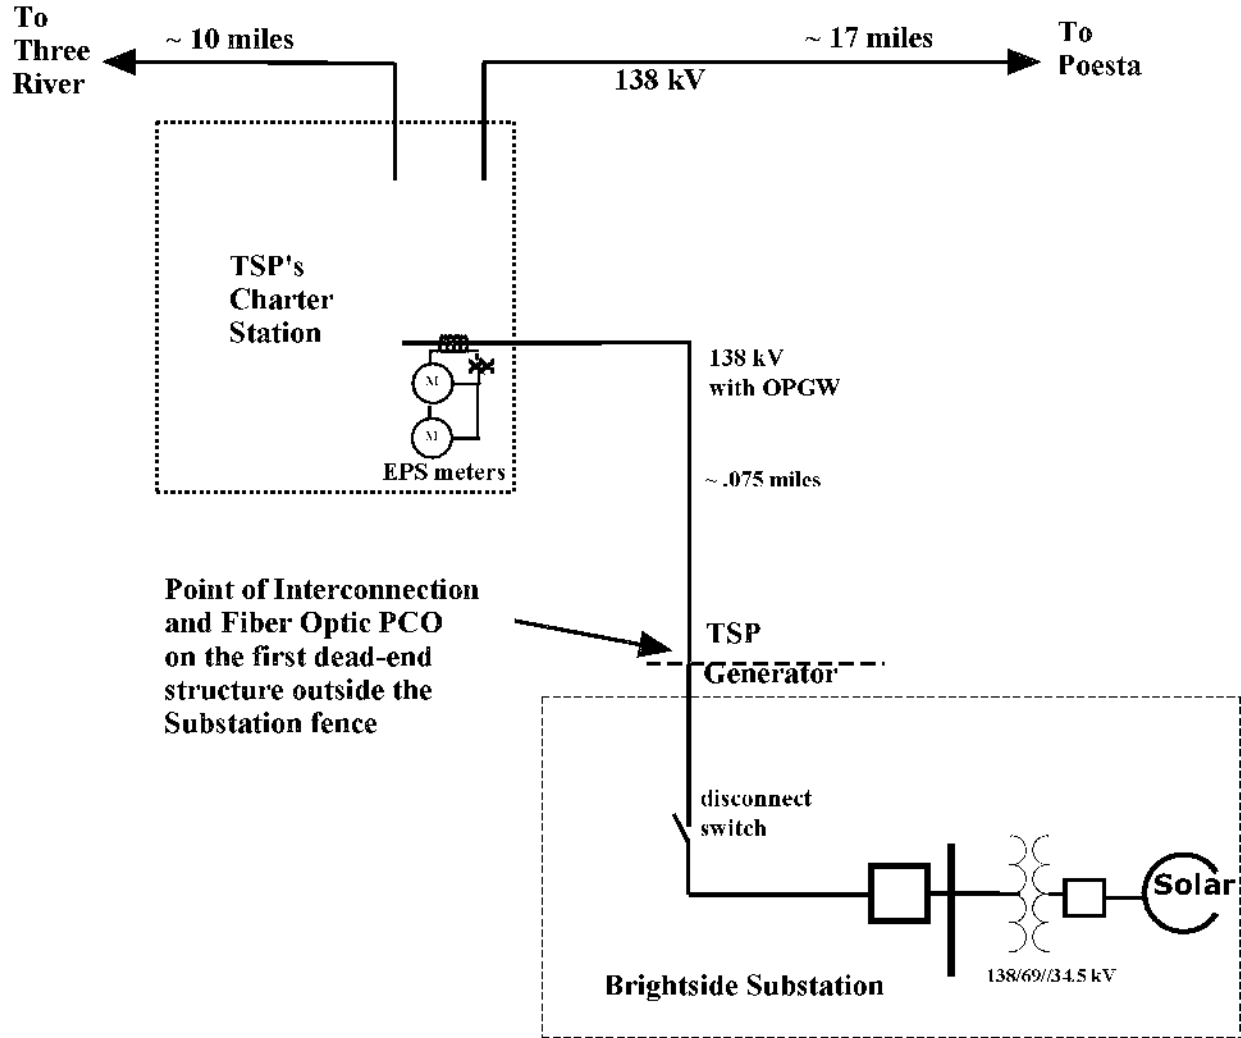 To
Three
River
~ 10 miles
~ 17 miles
138 kV
To
Poesta
TSP's
Charter
Station
M
M
EPS meters
138 kV
with OPGW
~ .075 miles
Point of Interconnection
and Fiber Optic PCO
on the first dead-end
structure outside the
Substation fence
TSP
Generator
disconnect
switch
Solar
138/69//34.5 kV
Brightside Substation